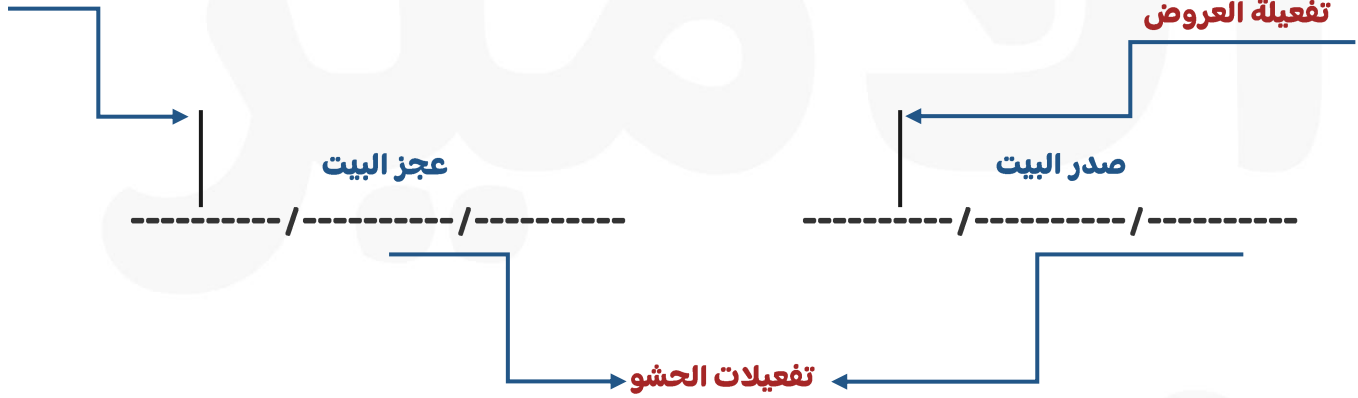 تفعيلة العروض
صدر البيت
عجز البيت
تفعيلات الحشو